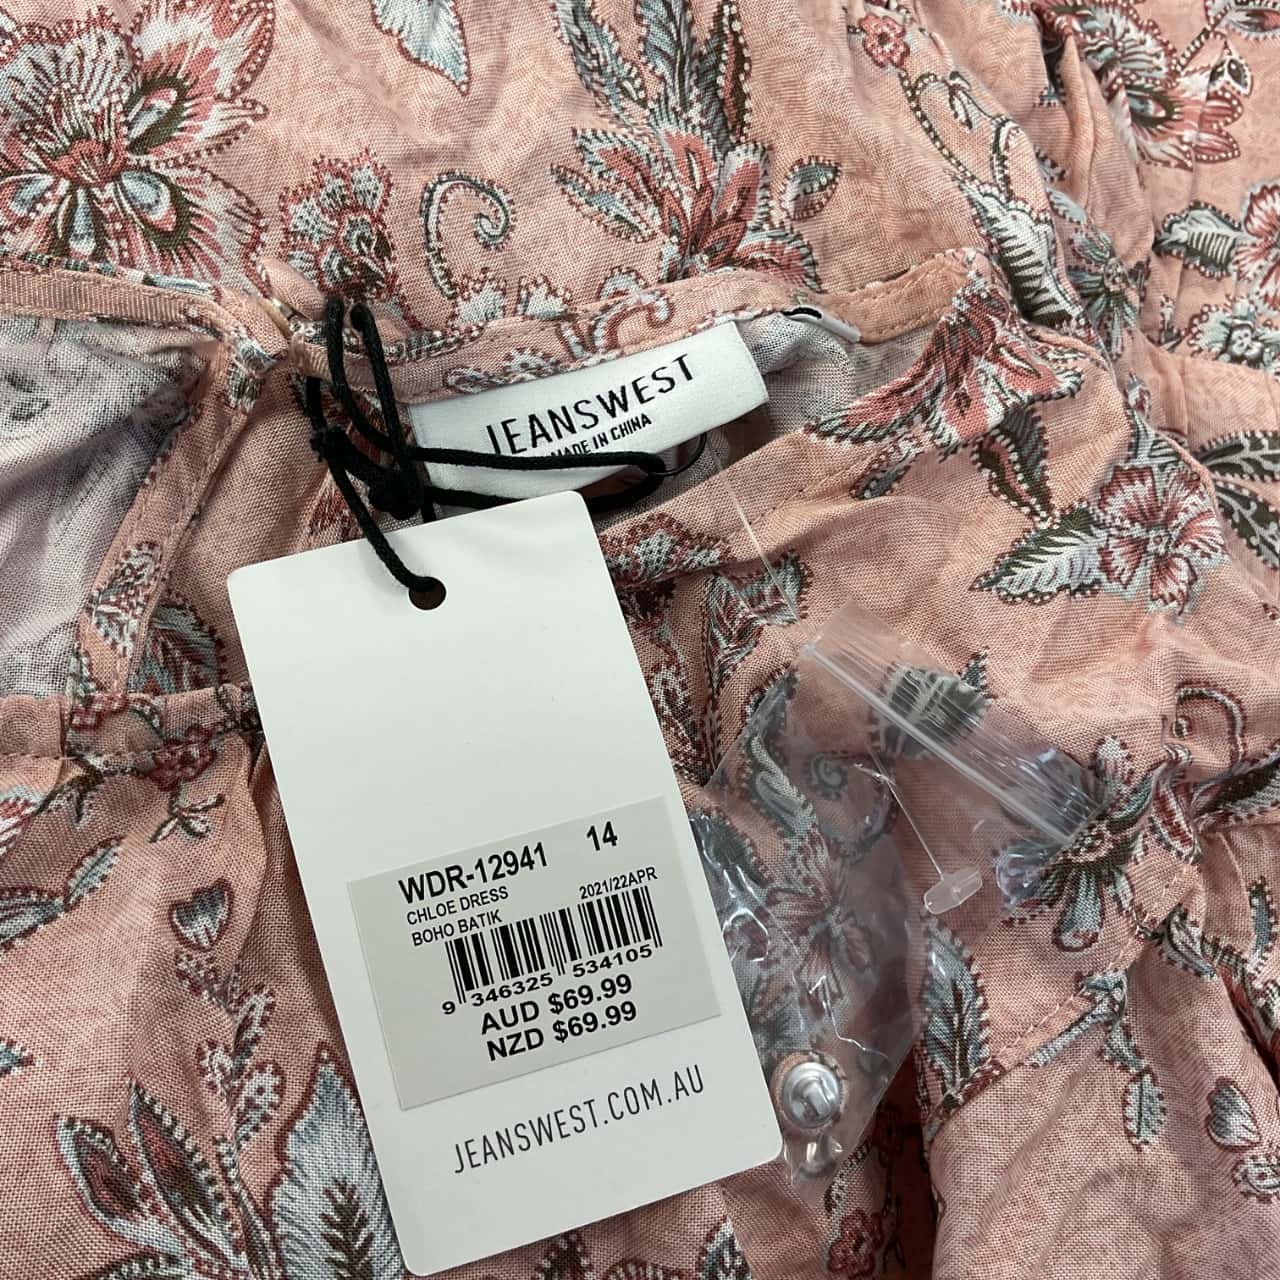 JEANSWEST
MADE IN CHINA
WDR-12941 14
CHLOE DRESS 2021/22APR
BOHO BATIK
9 346325 534105
AUD $69.99
NZD $69.99
JEANSWEST.COM.AU